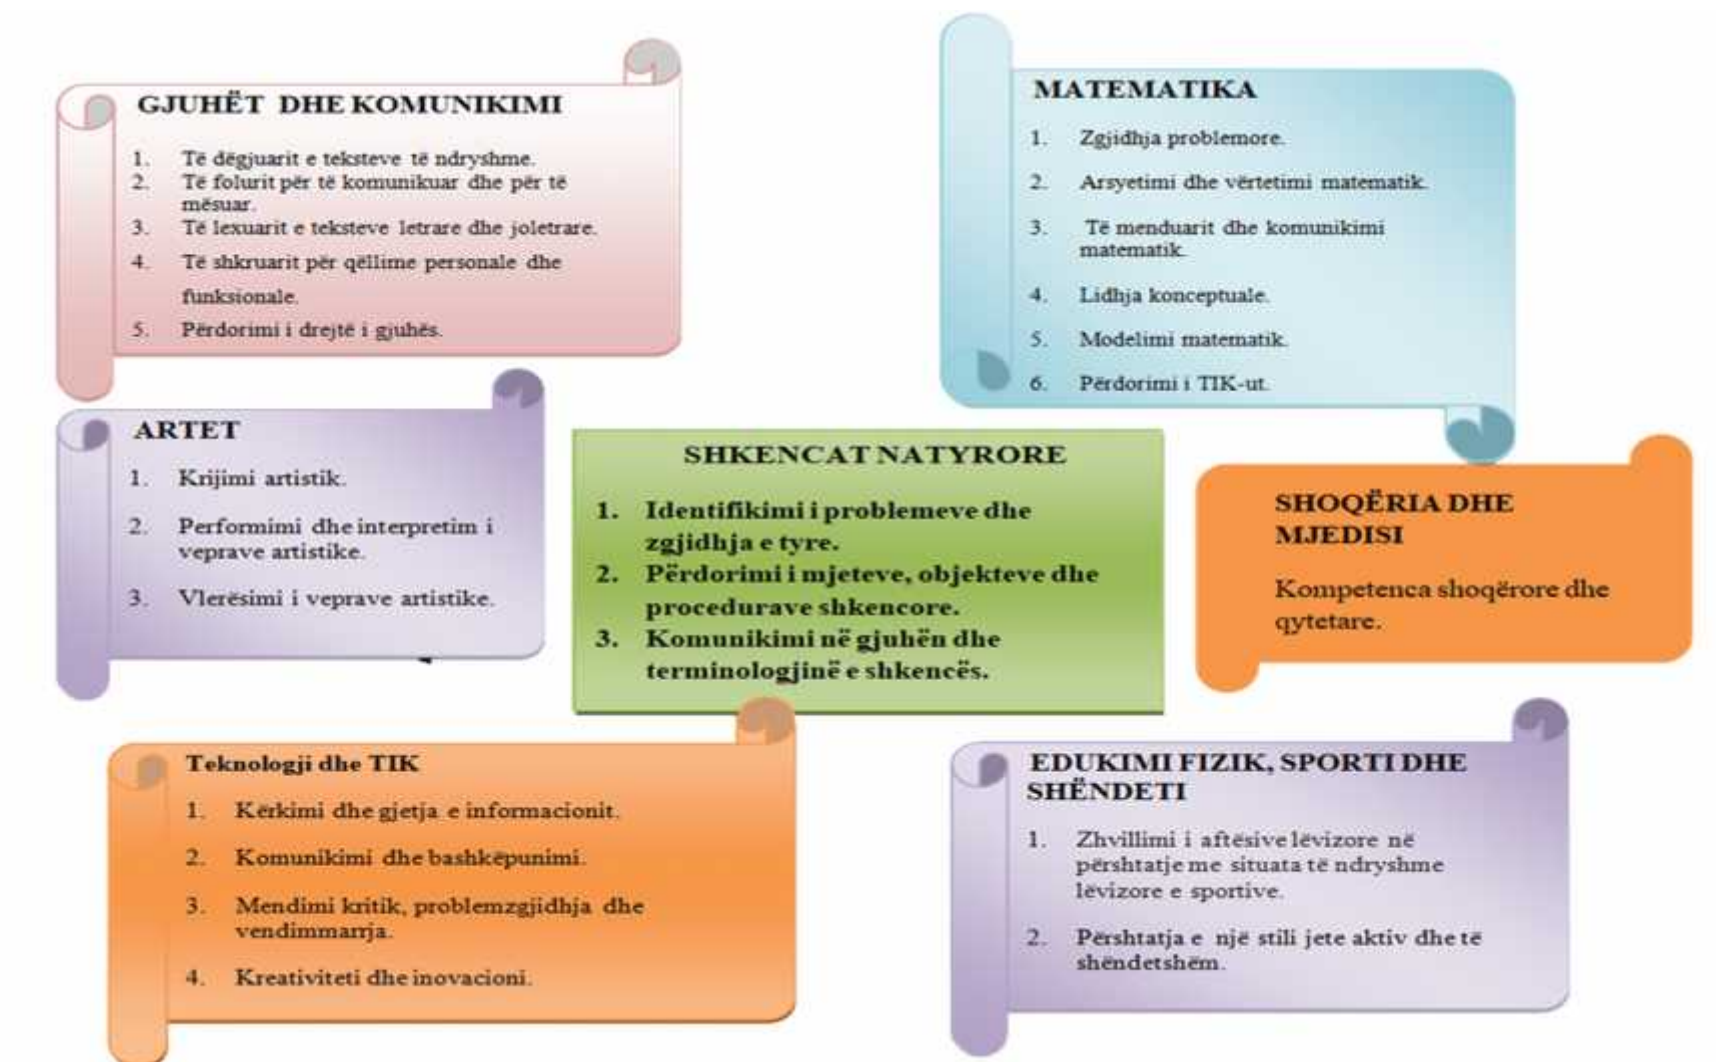 GJUHËT DHE KOMUNIKIMI
1. Të dëgjuarit e teksteve të ndryshme.
2. Të folurit për të komunikuar dhe për të
mësuar.
3. Të lexuarit e teksteve letrare dhe joletrare.
4. Të shkruarit për qëllime personale dhe
funksionale.
5. Përdorimi i drejtë i gjuhës.
MATEMATIKA
1. Zgjidhja problemore.
2. Arsyetimi dhe vërtetimi matematik.
3. Të menduarit dhe komunikimi
matematik.
4. Lidhja konceptuale.
5. Modelimi matematik.
6. Përdorimi i TIK-ut.
ARTET
1. Krijimi artistik.
2. Performimi dhe interpretim i
veprave artistike.
3. Vlerësimi i veprave artistike.
SHKENCAT NATYRORE
1. Identifikimi i problemeve dhe
zgjidhja e tyre.
2. Përdorimi i mjeteve, objekteve dhe
procedurave shkencore.
3. Komunikimi në gjuhën dhe
terminologjinë e shkencës.
SHOQËRIA DHE
MJEDISI
Kompetenca shoqërore dhe
qytetare.
Teknologji dhe TIK
1. Kërkimi dhe gjetja e informacionit.
2. Komunikimi dhe bashkëpunimi.
3. Mendimi kritik, problemzgjidhja dhe
vendimmarrja.
4. Kreativiteti dhe inovacioni.
EDUKIMI FIZIK, SPORTI DHE
SHËNDETI
1. Zhvillimi i aftësive lëvizore në
përshtatje me situata të ndryshme
lëvizore e sportive.
2. Përshtatja e një stili jete aktiv dhe të
shëndetshëm.